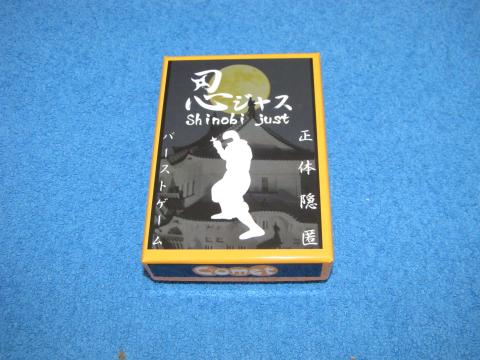 忍ジャス
Shinobi just
正体隠匿
バーストゲーム
Comet